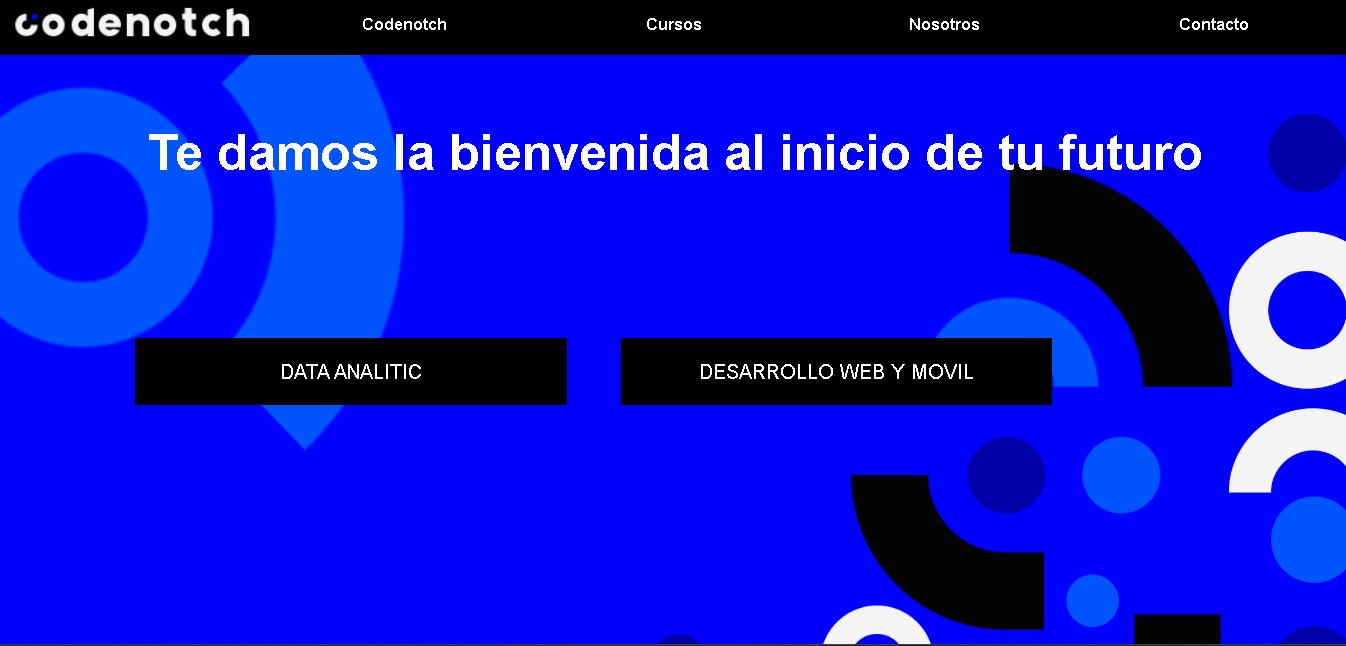 codenotch
Codenotch Cursos Nosotros Contacto
Te damos la bienvenida al inicio de tu futuro
DATA ANALITIC DESARROLLO WEB Y MOVIL